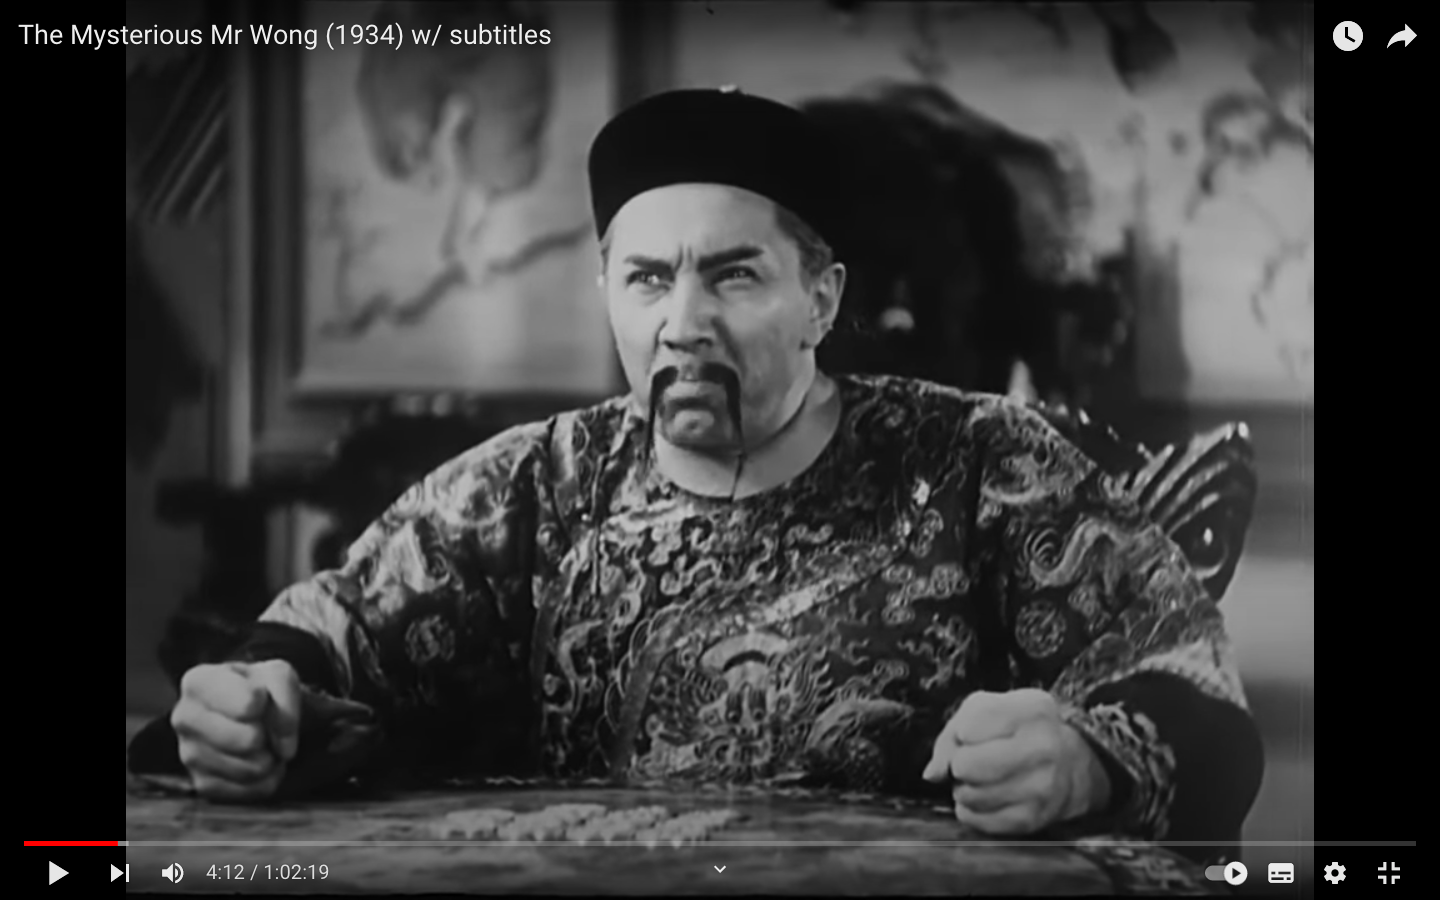 The Mysterious Mr Wong (1934) w/ subtitles
4:12 / 1:02:19